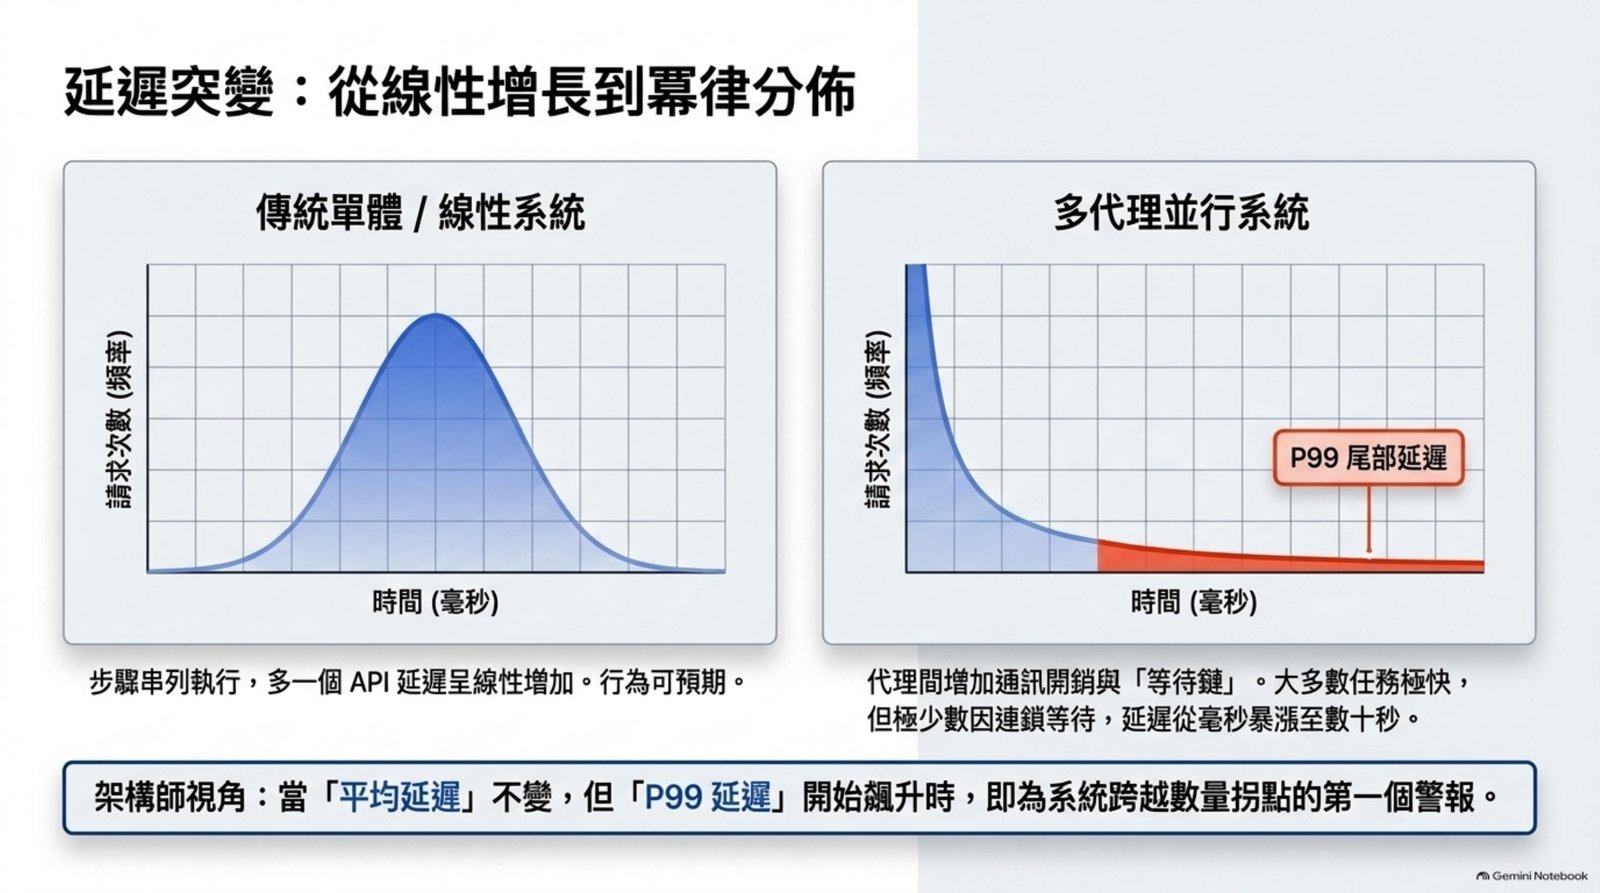 延遲突變：從線性增長到冪律分佈
傳統單體 / 線性系統
請求次數 (頻率)
時間 (毫秒)
步驟串列執行，多一個 API 延遲呈線性增加。行為可預期。
多代理並行系統
請求次數 (頻率)
P99 尾部延遲
時間 (毫秒)
代理間增加通訊開銷與「等待鏈」。大多數任務極快，
但極少數因連鎖等待，延遲從毫秒暴漲至數十秒。
架構師視角：當「平均延遲」不變，但「P99 延遲」開始飆升時，即為系統跨越數量拐點的第一個警報。
Gemini Notebook